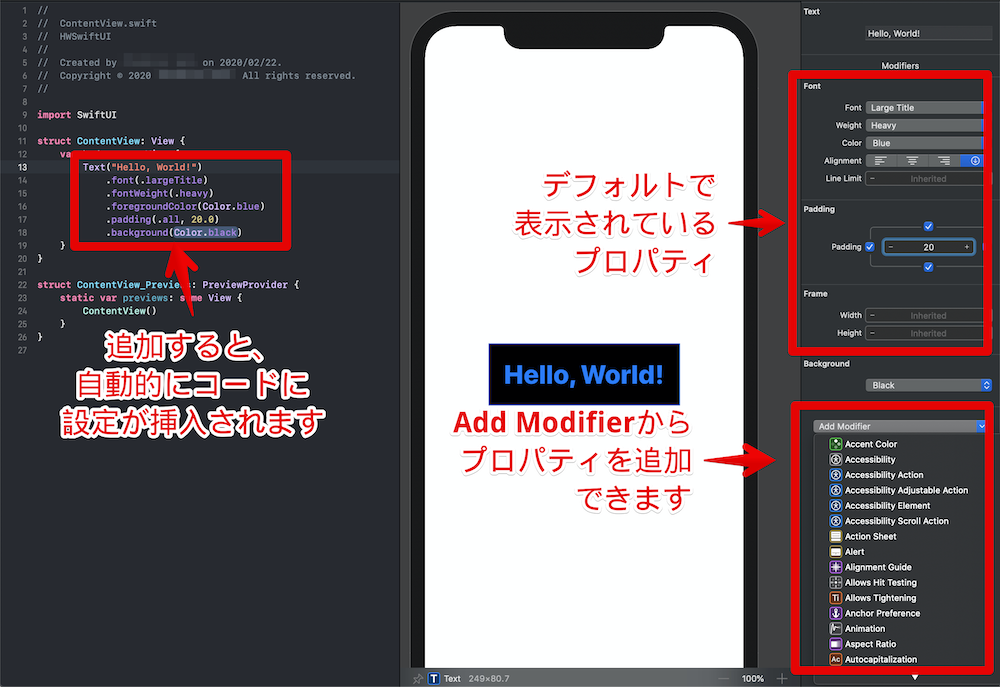 1 //
2 // ContentView.swift
3 // HWSwiftUI
4 //
5 // Created by on 2020/02/22.
6 // Copyright © 2020 All rights reserved.
7 //
8
9 import SwiftUI
10
11 struct ContentView: View {
12 va
13 Text("Hello, World!")
14 .font(.largeTitle)
15 .fontWeight(.heavy)
16 .foregroundColor(Color.blue)
17 .padding(.all, 20.0)
18 .background(Color.black)
19 }
20 }
21
22 struct ContentView_Previews: PreviewProvider {
23 static var previews: some View {
24 ContentView()
25 }
26 }
27
追加すると、
自動的にコードに
設定が挿入されます
デフォルトで
表示されている
プロパティ
Hello, World!
Add Modifierから
プロパティを追加
できます
Text 249×80.7
100%
Text
Hello, World!
Modifiers
Font
Font Large Title
Weight Heavy
Color Blue
Alignment
Line Limit − Inherited
Padding
Padding − 20 +
Frame
Width − Inherited
Height − Inherited
Background
Black
Add Modifier
Accent Color
Accessibility
Accessibility Action
Accessibility Adjustable Action
Accessibility Element
Accessibility Scroll Action
Action Sheet
Alert
Alignment Guide
Allows Hit Testing
Allows Tightening
Anchor Preference
Animation
Aspect Ratio
Autocapitalization